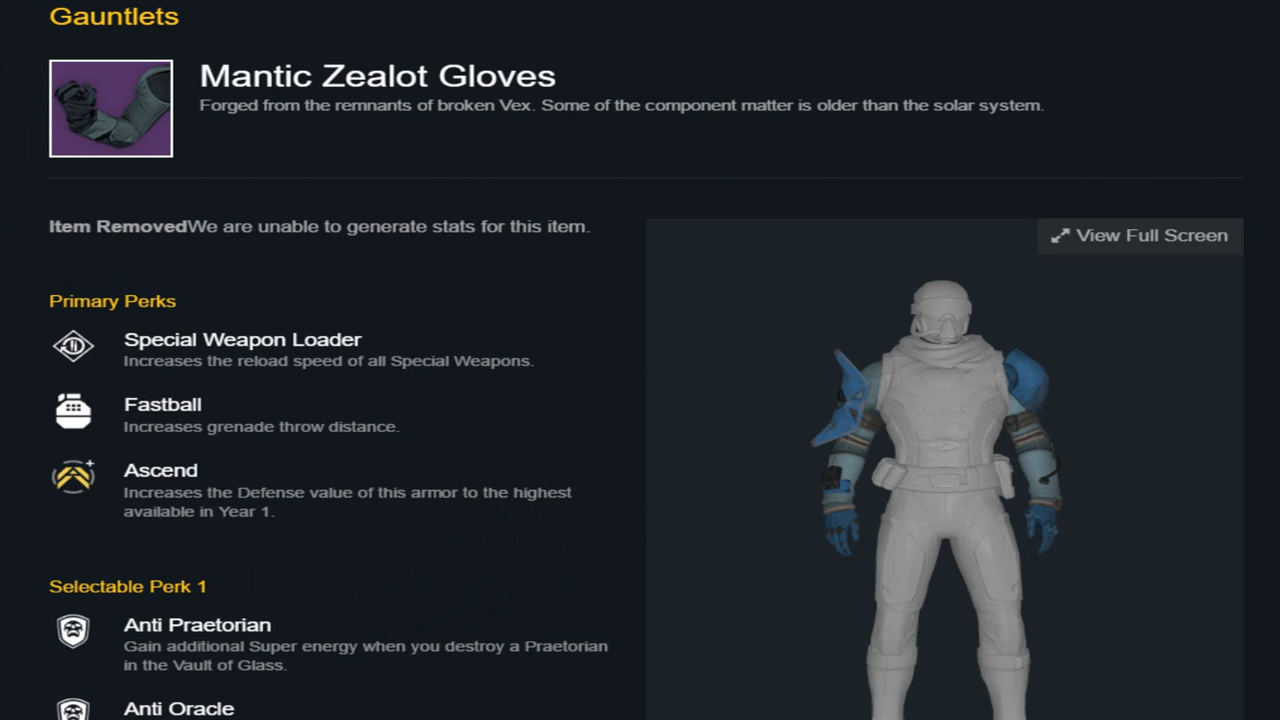 Gauntlets
Mantic Zealot Gloves
Forged from the remnants of broken Vex. Some of the component matter is older than the solar system.
Item RemovedWe are unable to generate stats for this item.
View Full Screen
Primary Perks
Special Weapon Loader
Increases the reload speed of all Special Weapons.
Fastball
Increases grenade throw distance.
Ascend
Increases the Defense value of this armor to the highest
available in Year 1.
Selectable Perk 1
Anti Praetorian
Gain additional Super energy when you destroy a Praetorian
in the Vault of Glass.
Anti Oracle